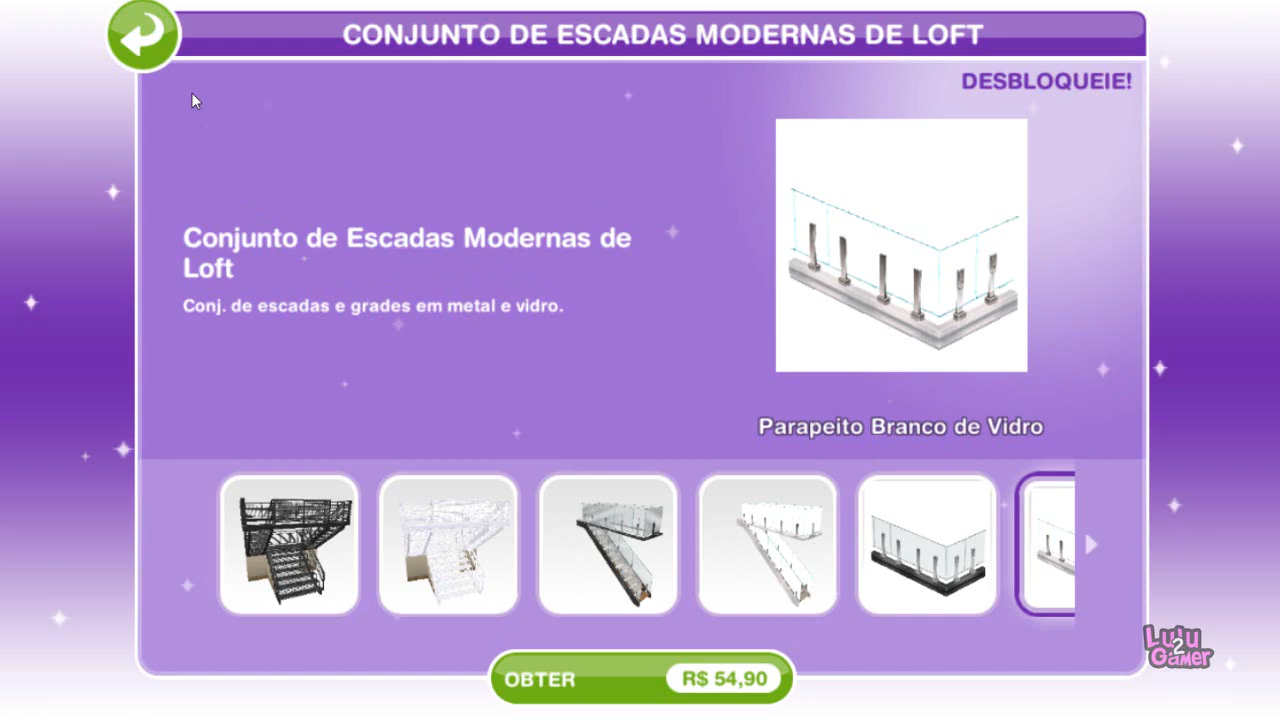 CONJUNTO DE ESCADAS MODERNAS DE LOFT
DESBLOQUEIE!
Conjunto de Escadas Modernas de
Loft
Conj. de escadas e grades em metal e vidro.
Parapeito Branco de Vidro
OBTER R$ 54,90
Lulu
2
Gamer